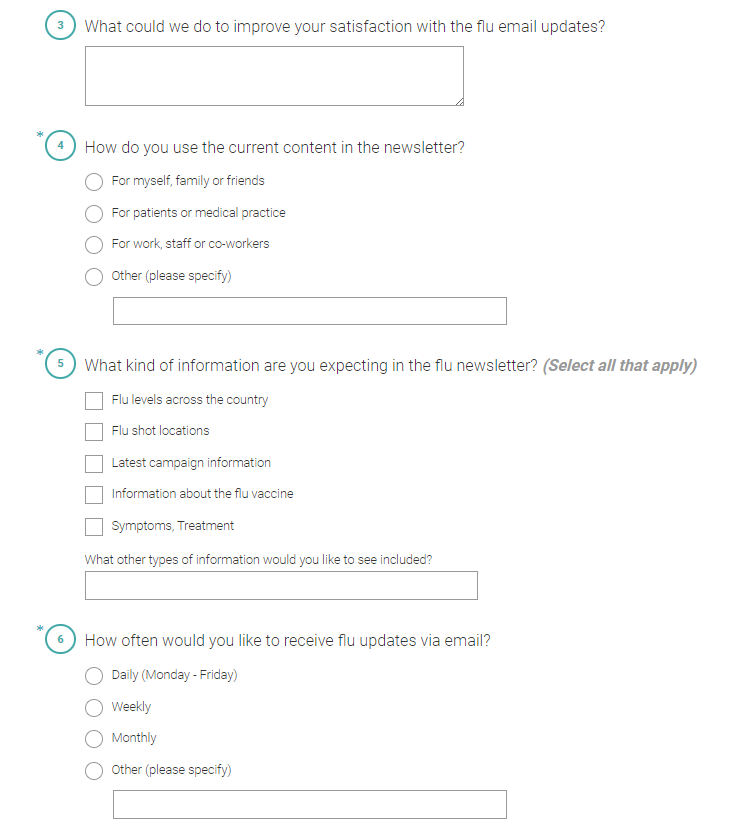 3 What could we do to improve your satisfaction with the flu email updates?
* 4 How do you use the current content in the newsletter?
For myself, family or friends
For patients or medical practice
For work, staff or co-workers
Other (please specify)
* 5 What kind of information are you expecting in the flu newsletter? (Select all that apply)
Flu levels across the country
Flu shot locations
Latest campaign information
Information about the flu vaccine
Symptoms, Treatment
What other types of information would you like to see included?
* 6 How often would you like to receive flu updates via email?
Daily (Monday - Friday)
Weekly
Monthly
Other (please specify)